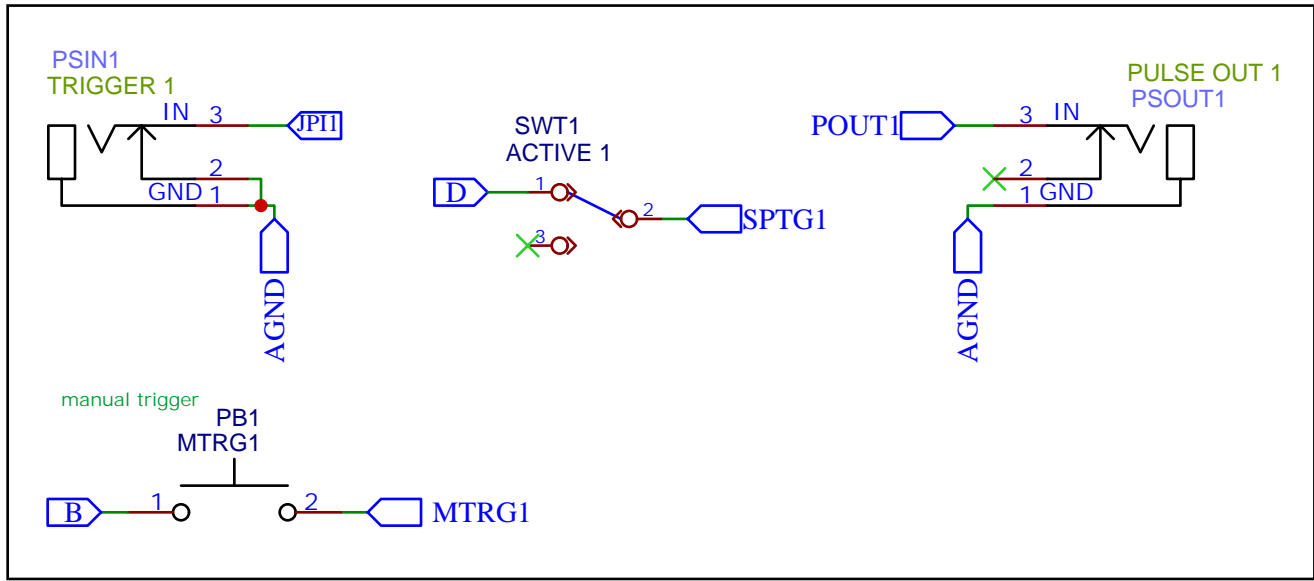 PSIN1
TRIGGER 1
IN 3
JPI1
2
GND 1
AGND
SWT1
ACTIVE 1
D
1
2
SPTG1
3
PULSE OUT 1
PSOUT1
POUT1
3 IN
2
1 GND
AGND
manual trigger
PB1
MTRG1
B
1
2
MTRG1